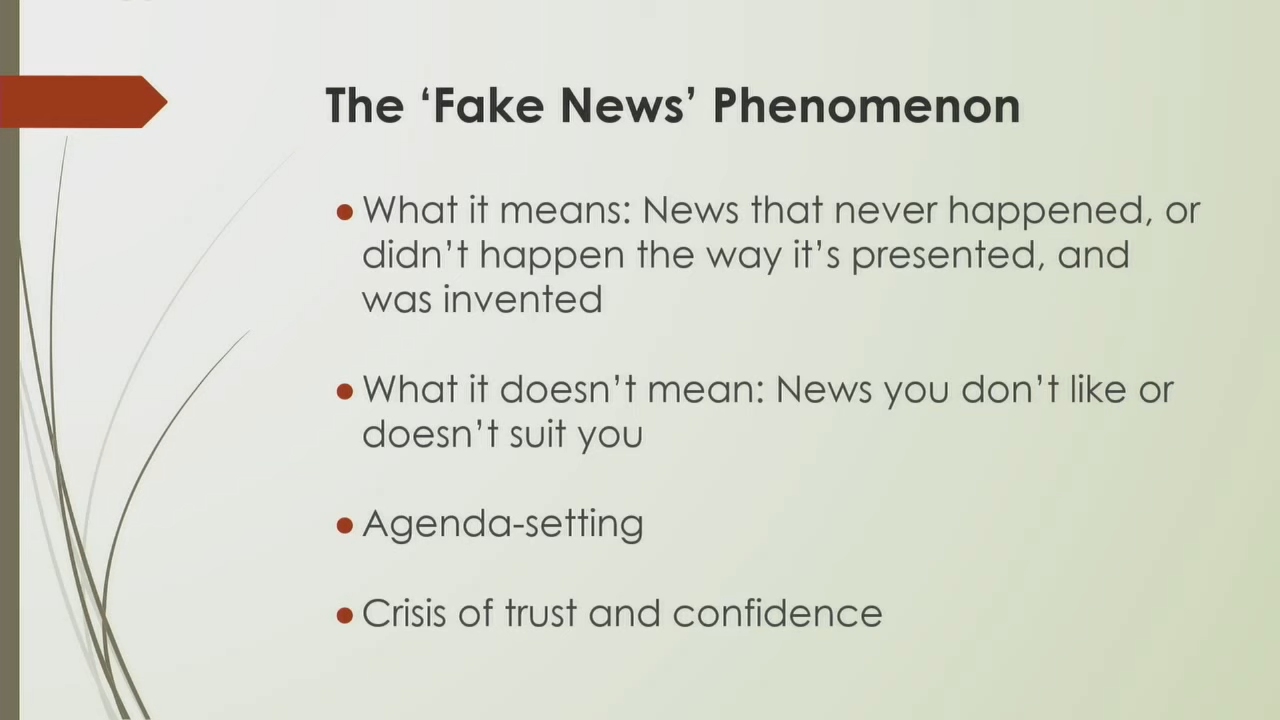 The ‘Fake News’ Phenomenon
What it means: News that never happened, or
didn’t happen the way it’s presented, and
was invented
What it doesn’t mean: News you don’t like or
doesn’t suit you
Agenda-setting
Crisis of trust and confidence